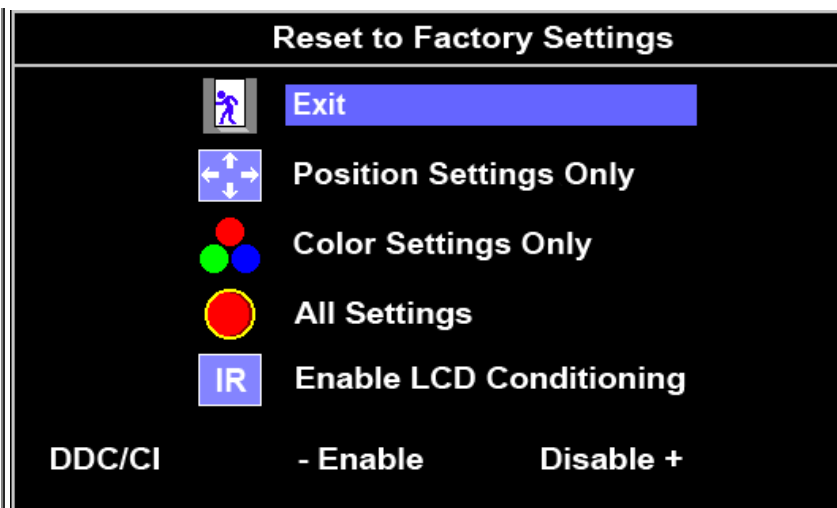 Reset to Factory Settings
Exit
Position Settings Only
Color Settings Only
All Settings
IR Enable LCD Conditioning
DDC/CI - Enable Disable +